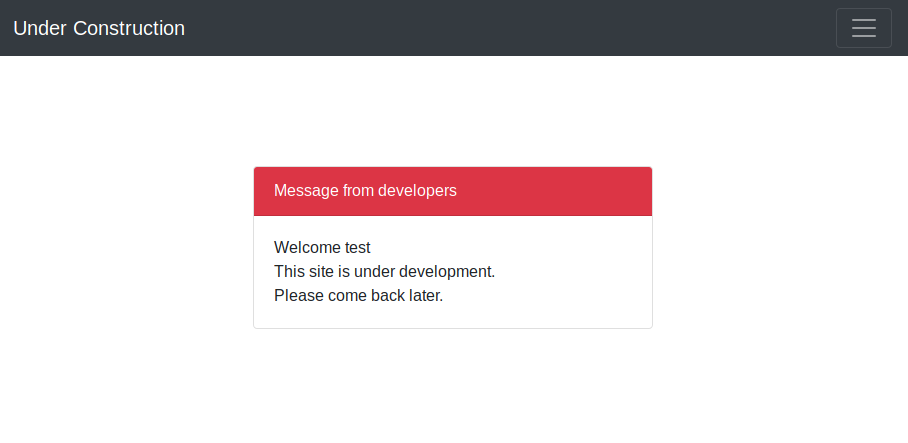 Under Construction
Message from developers
Welcome test
This site is under development.
Please come back later.